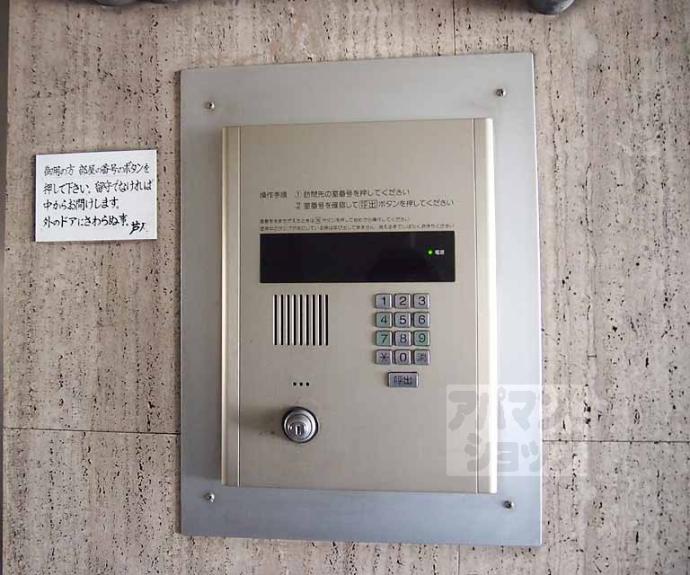 御用の方 部屋の番号のボタンを
押して下さい、留守でなければ
中からお開けします。
外のドアにさわらぬ事。
操作手順 ①訪問先の室番号を押してください
②室番号を確認して呼出ボタンを押してください
電源
1 2 3
4 5 6
7 8 9
* 0
呼出
アパマン
ショップ